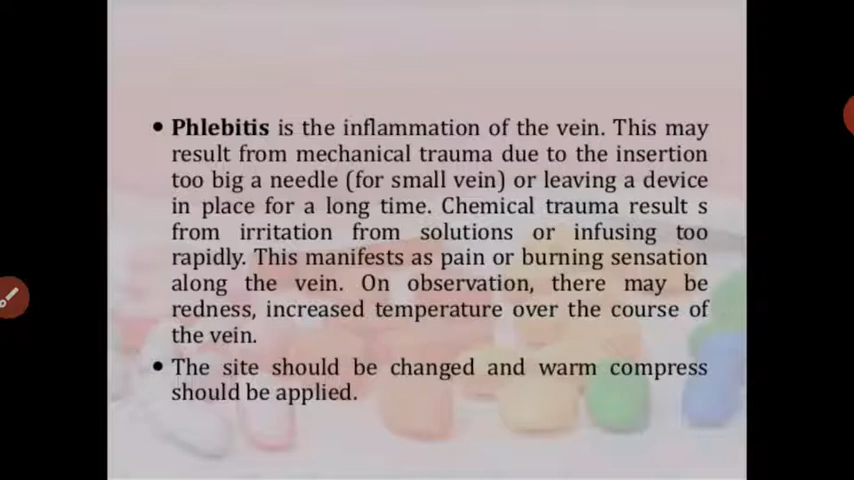 • Phlebitis is the inflammation of the vein. This may
result from mechanical trauma due to the insertion
too big a needle (for small vein) or leaving a device
in place for a long time. Chemical trauma result s
from irritation from solutions or infusing too
rapidly. This manifests as pain or burning sensation
along the vein. On observation, there may be
redness, increased temperature over the course of
the vein.
• The site should be changed and warm compress
should be applied.